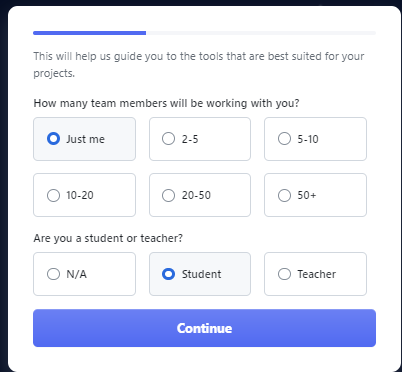 This will help us guide you to the tools that are best suited for your
projects.
How many team members will be working with you?
Just me
2-5
5-10
10-20
20-50
50+
Are you a student or teacher?
N/A
Student
Teacher
Continue